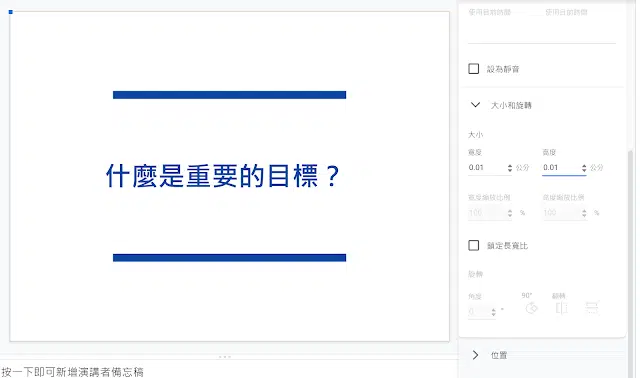 使用目前時間
使用目前時間
設為靜音
大小和旋轉
大小
寬度
高度
0.01 公分
0.01 公分
寬度縮放比例
高度縮放比例
100 %
100 %
鎖定長寬比
旋轉
角度
90°
翻轉
0 °
位置
什麼是重要的目標？
按一下即可新增演講者備忘稿